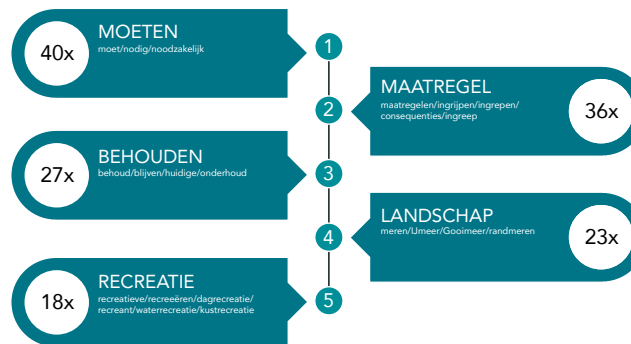 40x
MOETEN
moet/nodig/noodzakelijk
1
MAATREGEL
maatregelen/ingrijpen/ingrepen/
consequenties/ingreep
36x
2
27x
BEHOUDEN
behoud/blijven/huidige/onderhoud
3
LANDSCHAP
meren/IJmeer/Gooimeer/randmeren
23x
4
18x
RECREATIE
recreatieve/recreeëren/dagrecreatie/
recreant/waterrecreatie/kustrecreatie
5